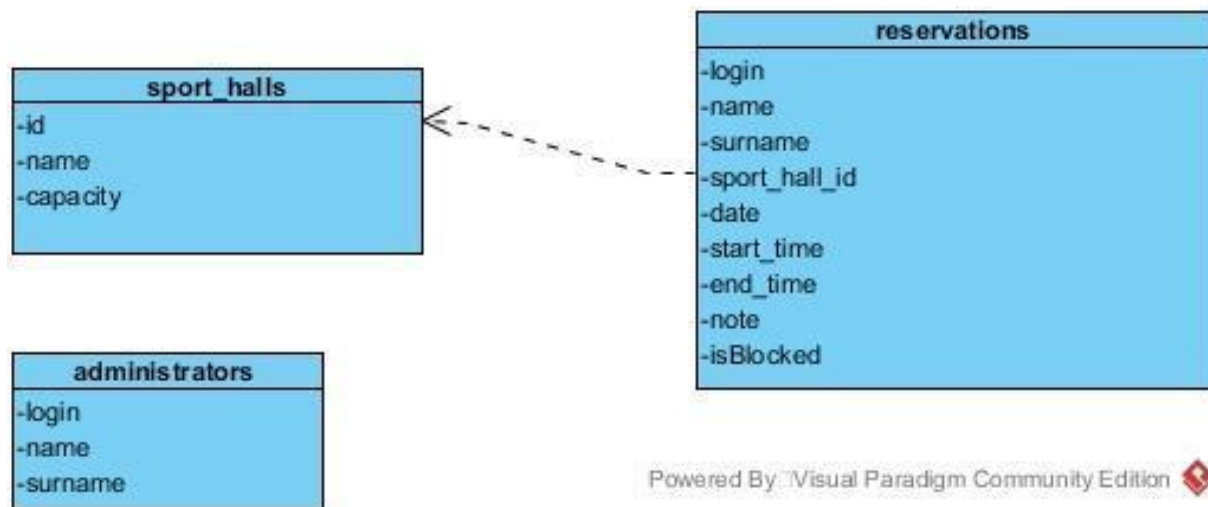 sport_halls
-id
-name
-capacity
reservations
-login
-name
-surname
-sport_hall_id
-date
-start_time
-end_time
-note
-isBlocked
administrators
-login
-name
-surname
Powered By Visual Paradigm Community Edition